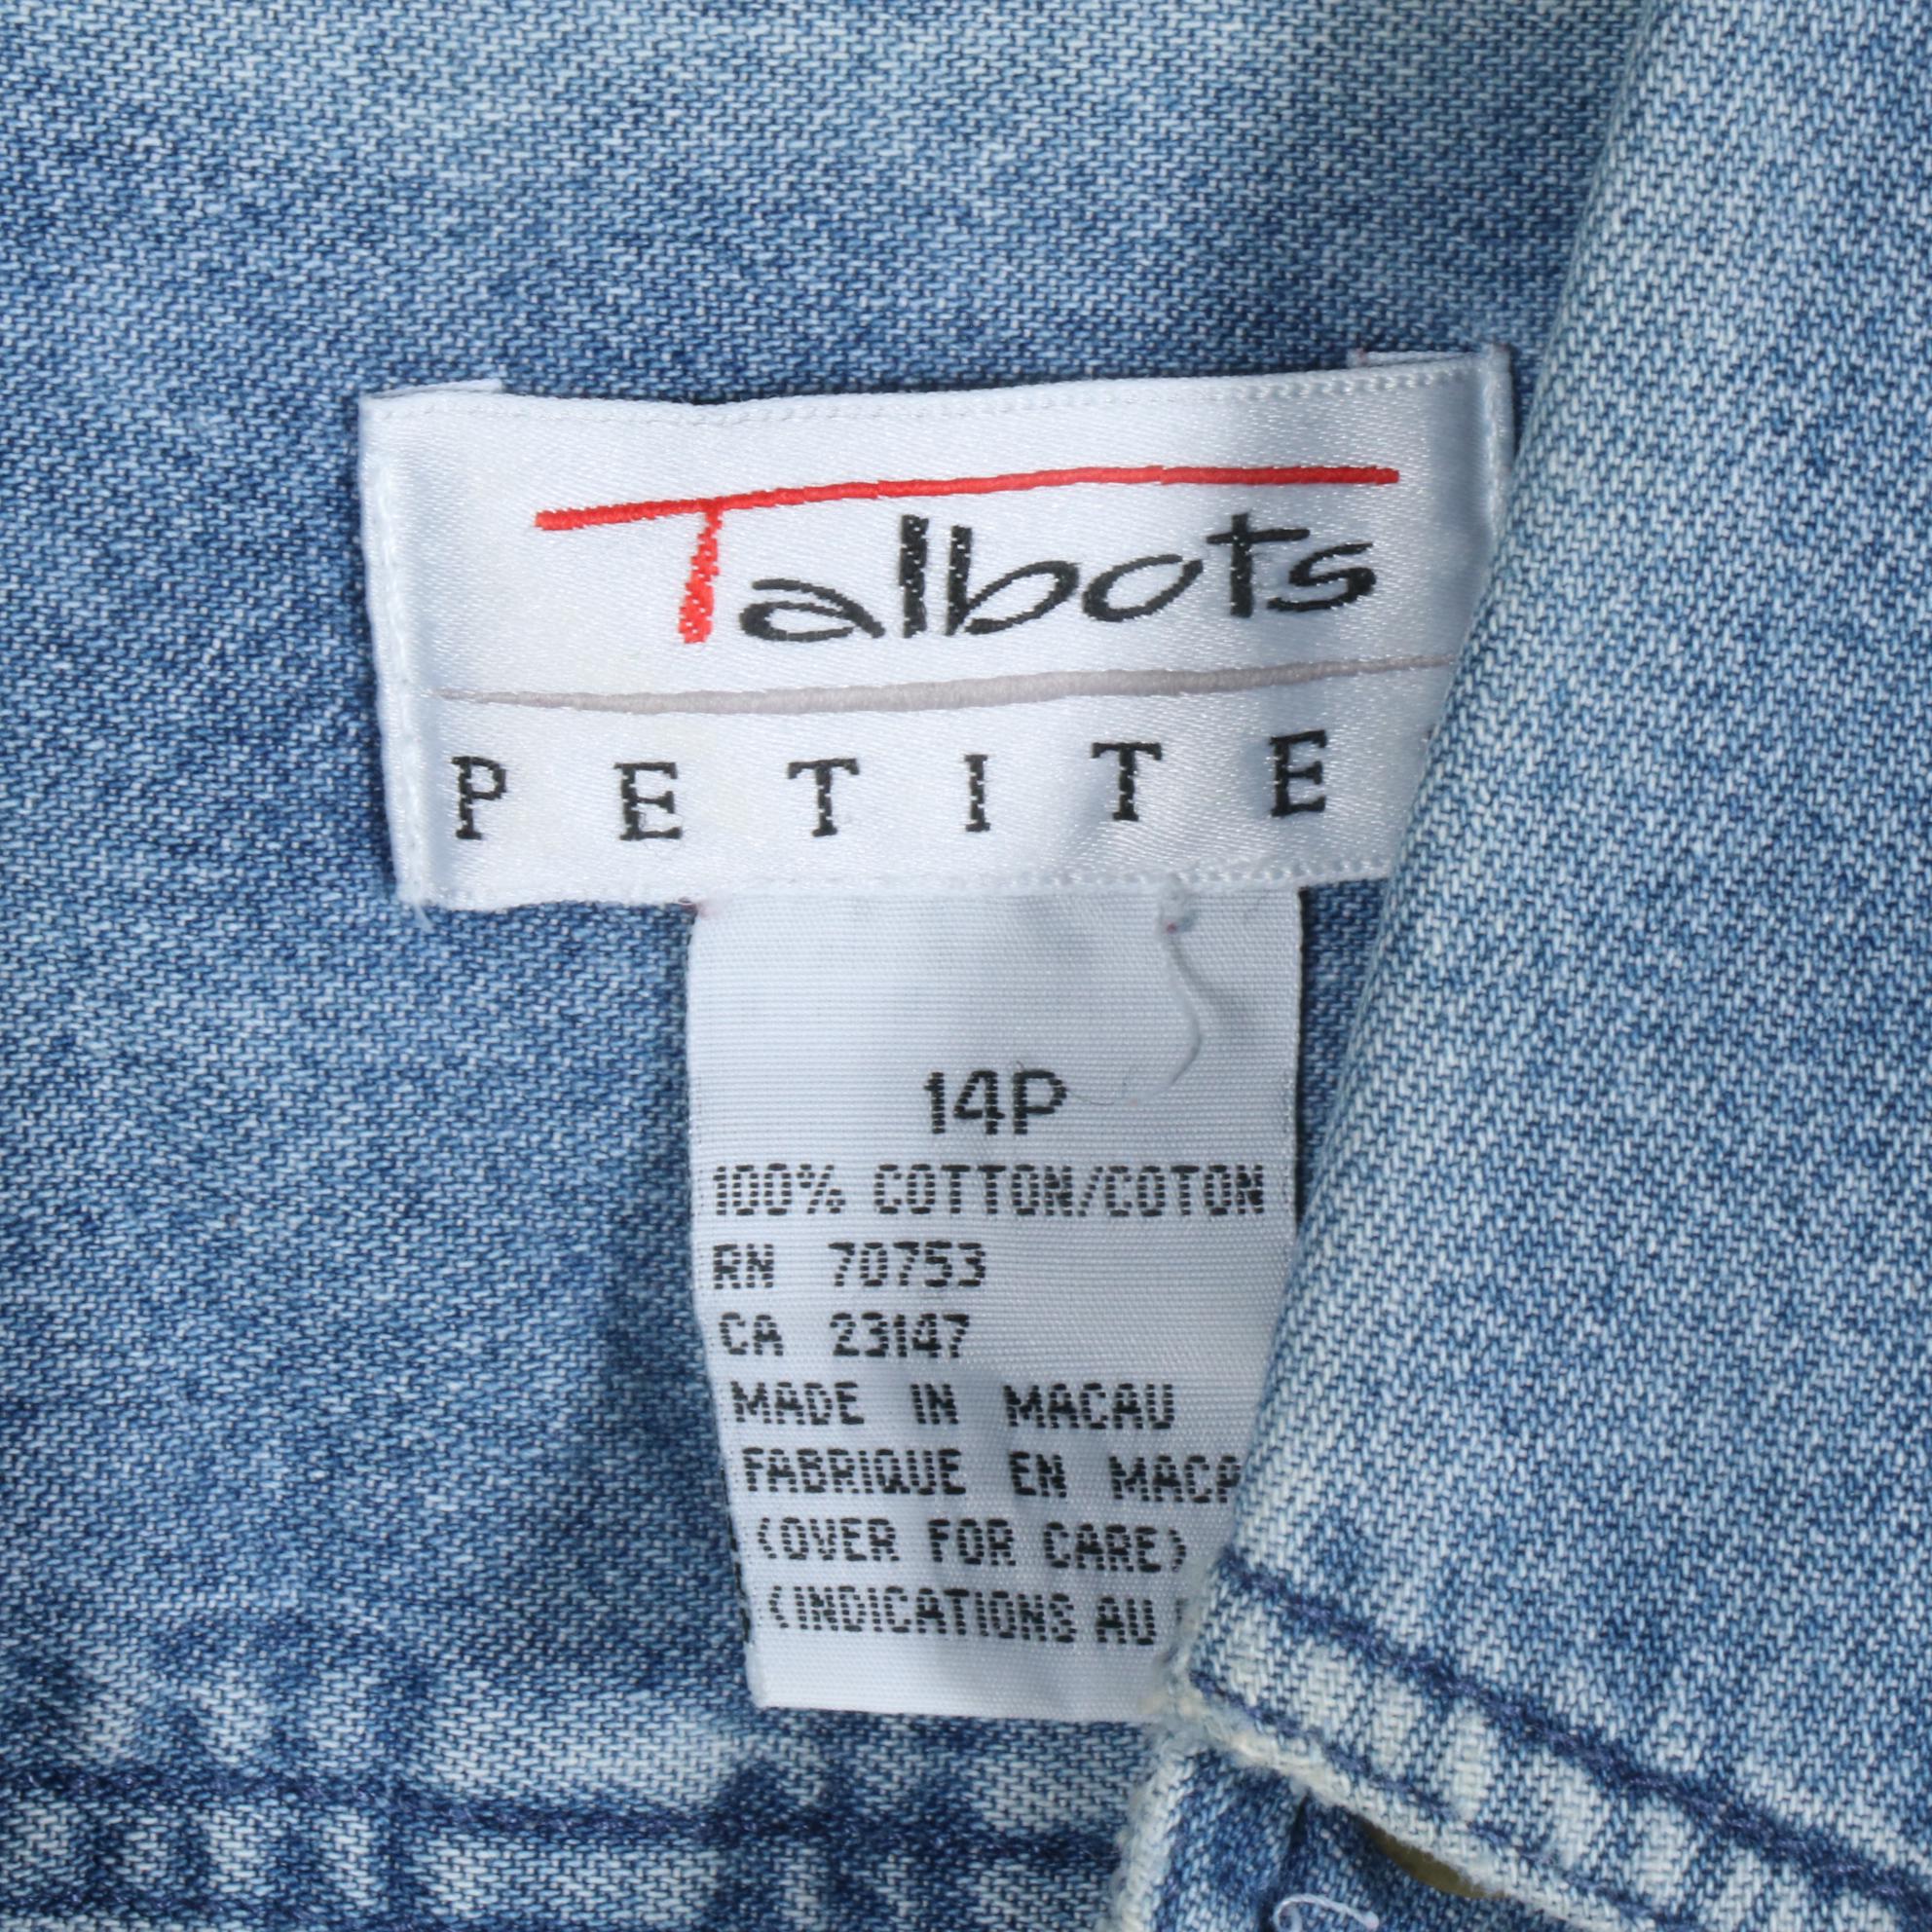 Talbots
PETITE
14P
100% COTTON/COTON
RN 70753
CA 23147
MADE IN MACAU
FABRIQUE EN
(OVER FOR CARE)
(INDICATIONS AU